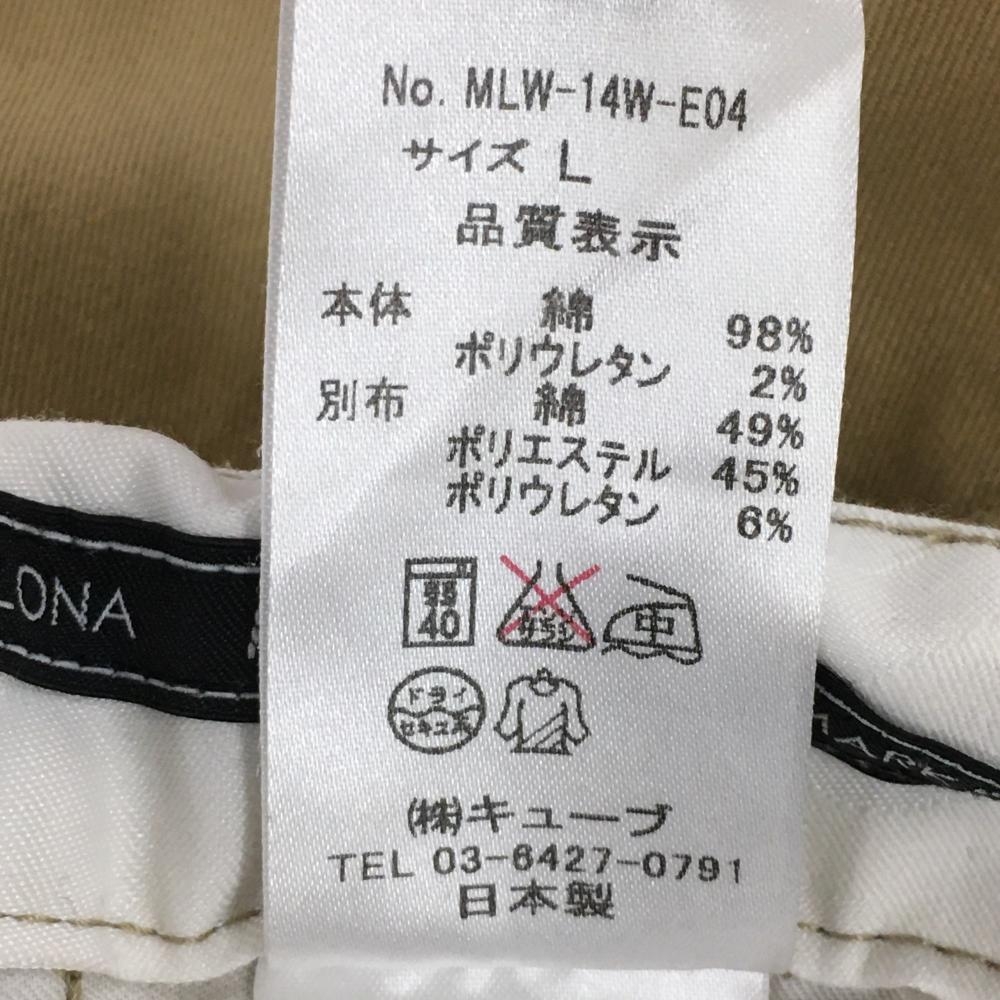 No. MLW-14W-E04
サイズ L
品質表示
本体 綿 98%
ポリウレタン 2%
別布 綿 49%
ポリエステル 45%
ポリウレタン 6%
弱
40
中
ドライ
セキユ系
(株)キューブ
TEL 03-6427-0791
日本製
LONA
MARK